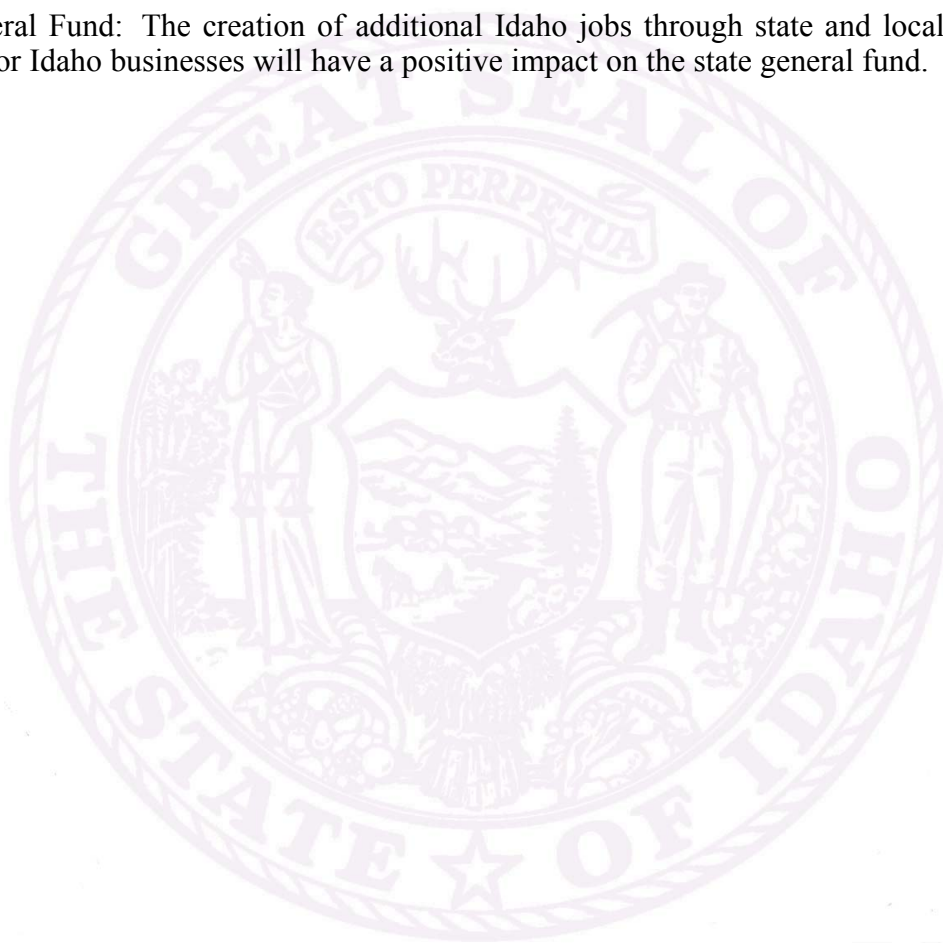 eral Fund: The creation of additional Idaho jobs through state and local
or Idaho businesses will have a positive impact on the state general fund.
GREAT SEAL OF
ESTO PERPETUA
THE STATE OF IDAHO